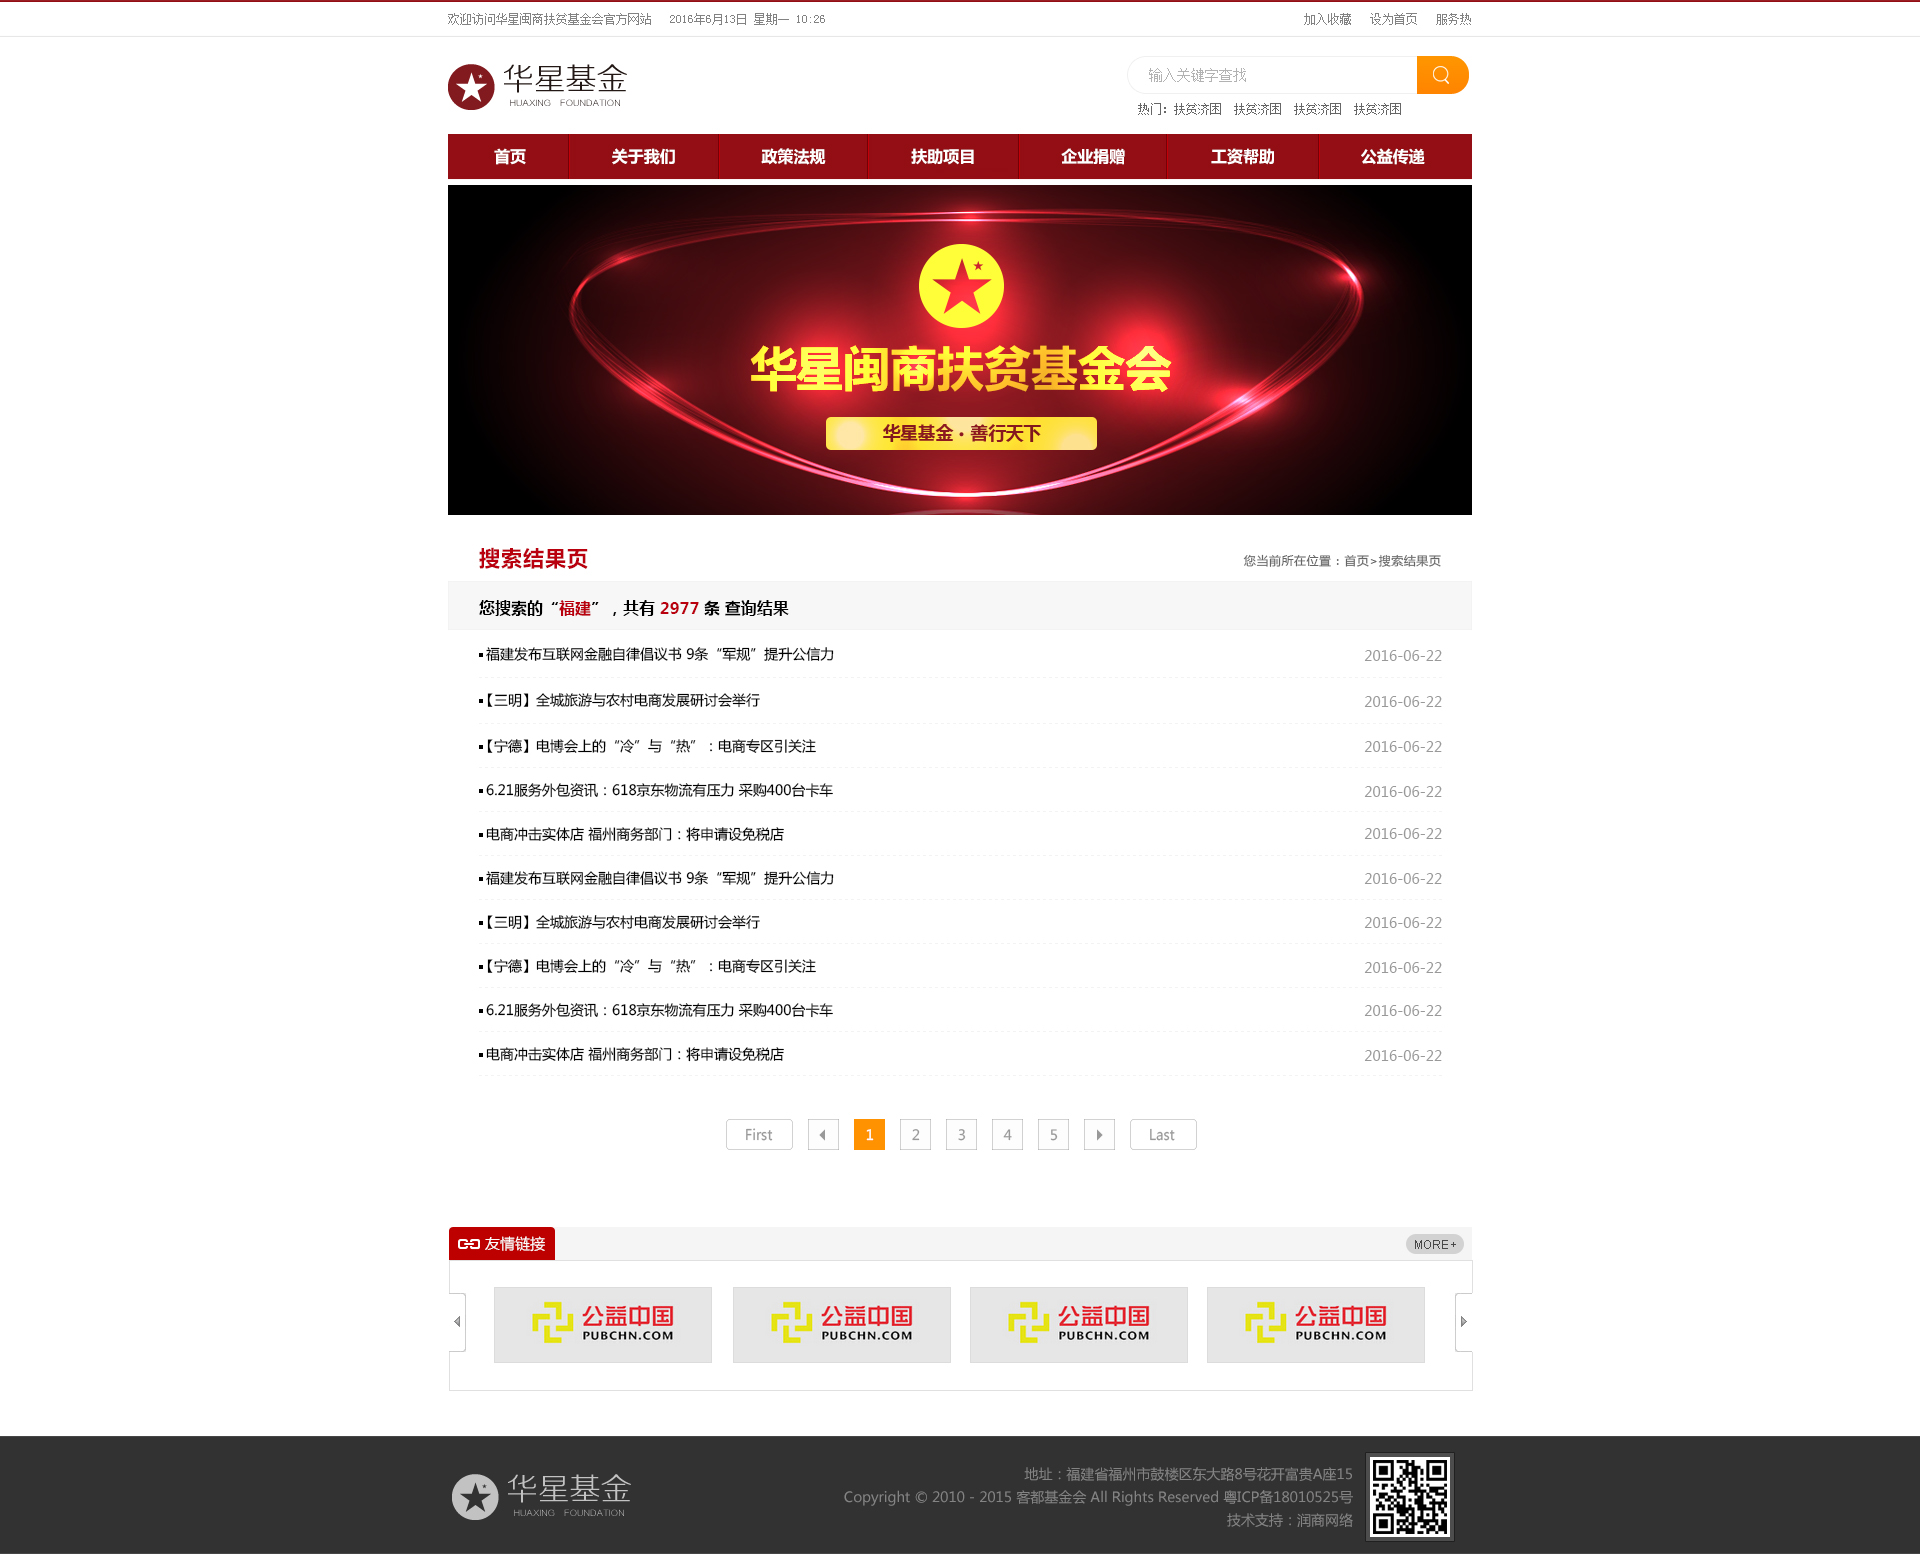 欢迎访问华星闽商扶贫基金会官方网站 2016年6月13日 星期一 10:26
加入收藏 设为首页 服务热
华星基金
HUAXING FOUNDATION
输入关键字查找
热门：扶贫济困 扶贫济困 扶贫济困 扶贫济困
首页 关于我们 政策法规 扶助项目 企业捐赠 工资帮助 公益传递
华星闽商扶贫基金会
华星基金·善行天下
搜索结果页
您当前所在位置：首页>搜索结果页
您搜索的“福建”，共有 2977 条 查询结果
福建发布互联网金融自律倡议书 9条“军规”提升公信力 2016-06-22
【三明】全城旅游与农村电商发展研讨会举行 2016-06-22
【宁德】电博会上的“冷”与“热”：电商专区引关注 2016-06-22
6.21服务外包资讯：618京东物流有压力 采购400台卡车 2016-06-22
电商冲击实体店 福州商务部门：将申请设免税店 2016-06-22
福建发布互联网金融自律倡议书 9条“军规”提升公信力 2016-06-22
【三明】全城旅游与农村电商发展研讨会举行 2016-06-22
【宁德】电博会上的“冷”与“热”：电商专区引关注 2016-06-22
6.21服务外包资讯：618京东物流有压力 采购400台卡车 2016-06-22
电商冲击实体店 福州商务部门：将申请设免税店 2016-06-22
First 1 2 3 4 5 Last
友情链接
MORE+
公益中国 公益中国 公益中国 公益中国
PUBCHN.COM PUBCHN.COM PUBCHN.COM PUBCHN.COM
华星基金
HUAXING FOUNDATION
地址：福建省福州市鼓楼区东大路8号花开富贵A座15
Copyright © 2010 - 2015 客都基金会 All Rights Reserved 粤ICP备18010525号
技术支持：润商网络